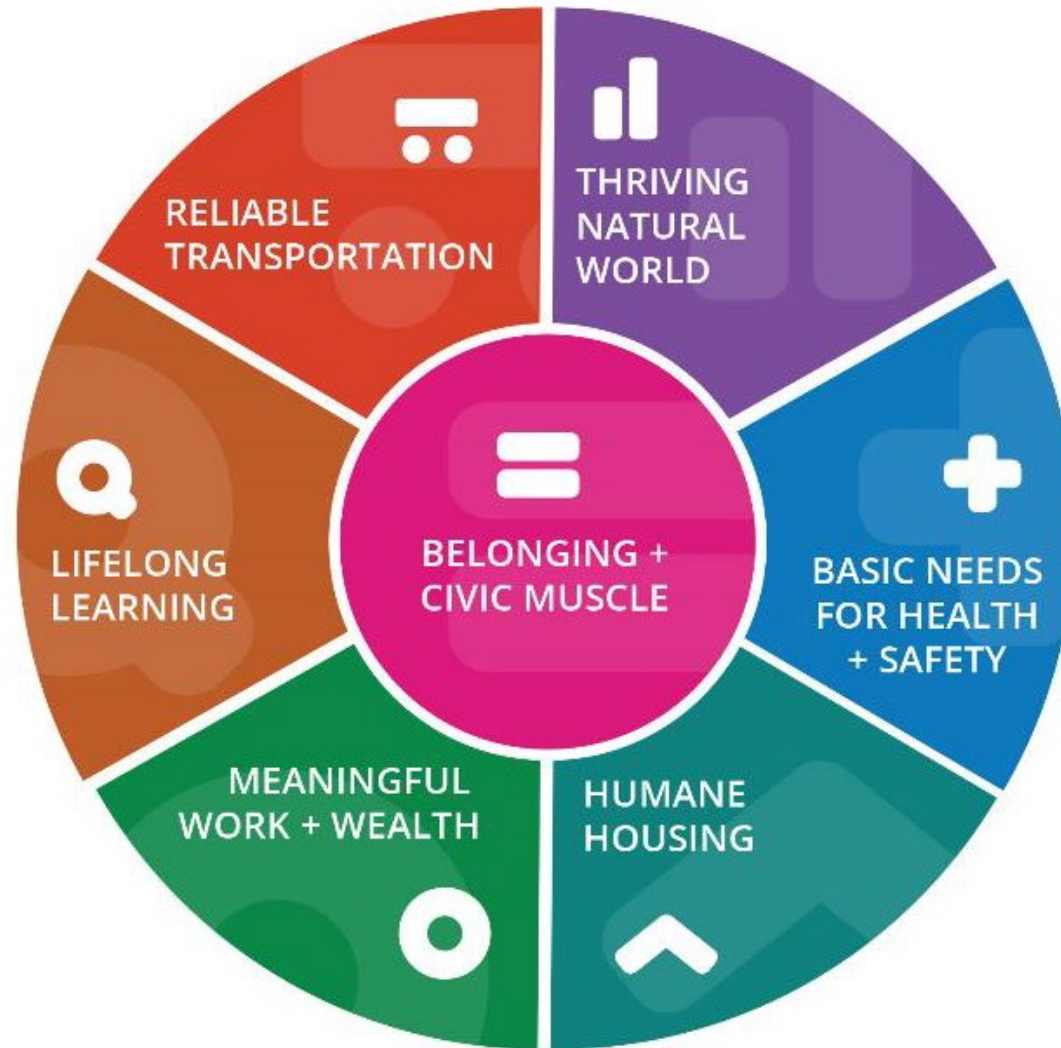 RELIABLE
TRANSPORTATION
THRIVING
NATURAL
WORLD
LIFELONG
LEARNING
BELONGING +
CIVIC MUSCLE
BASIC NEEDS
FOR HEALTH
+ SAFETY
MEANINGFUL
WORK + WEALTH
HUMANE
HOUSING